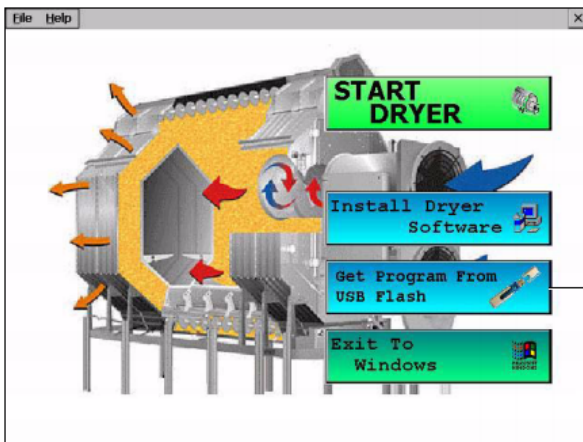 File Help
START
DRYER
Install Dryer
Software
Get Program From
USB Flash
Exit To
Windows